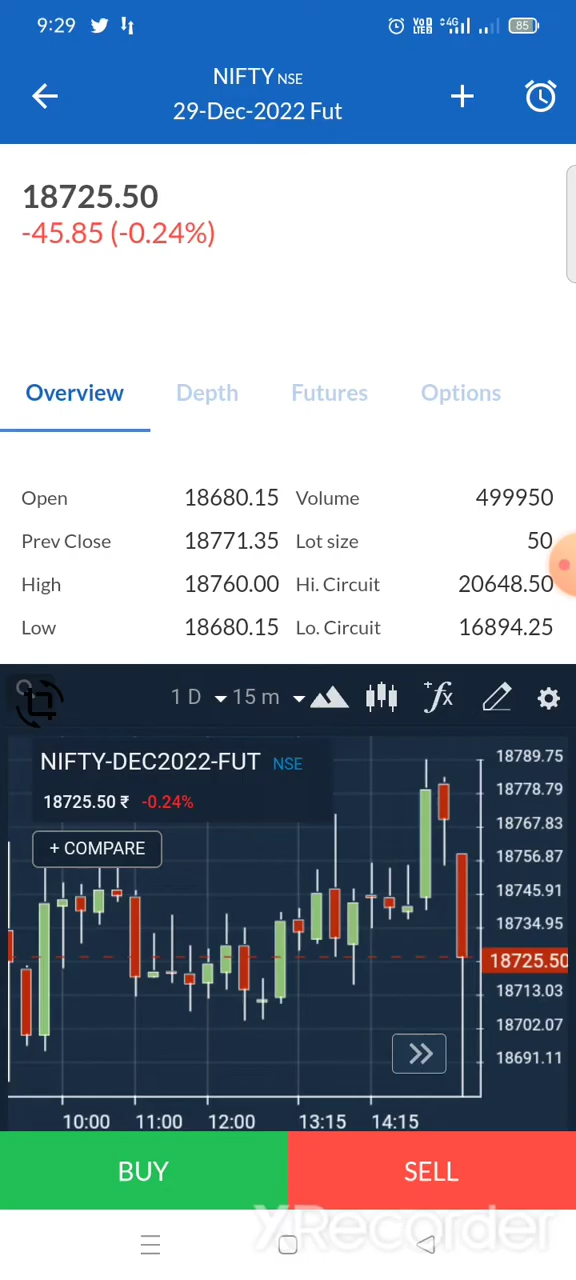 9:29 Vo) LTE2 4G 85
NIFTY NSE
29-Dec-2022 Fut
18725.50
-45.85 (-0.24%)
Overview Depth Futures Options
Open 18680.15 Volume 499950
Prev Close 18771.35 Lot size 50
High 18760.00 Hi. Circuit 20648.50
Low 18680.15 Lo. Circuit 16894.25
1 D 15 m fx
NIFTY-DEC2022-FUT NSE
18725.50 ₹ -0.24%
+ COMPARE
18789.75
18778.79
18767.83
18756.87
18745.91
18734.95
18725.50
18713.03
18702.07
18691.11
10:00 11:00 12:00 13:15 14:15
BUY SELL
XRecorder